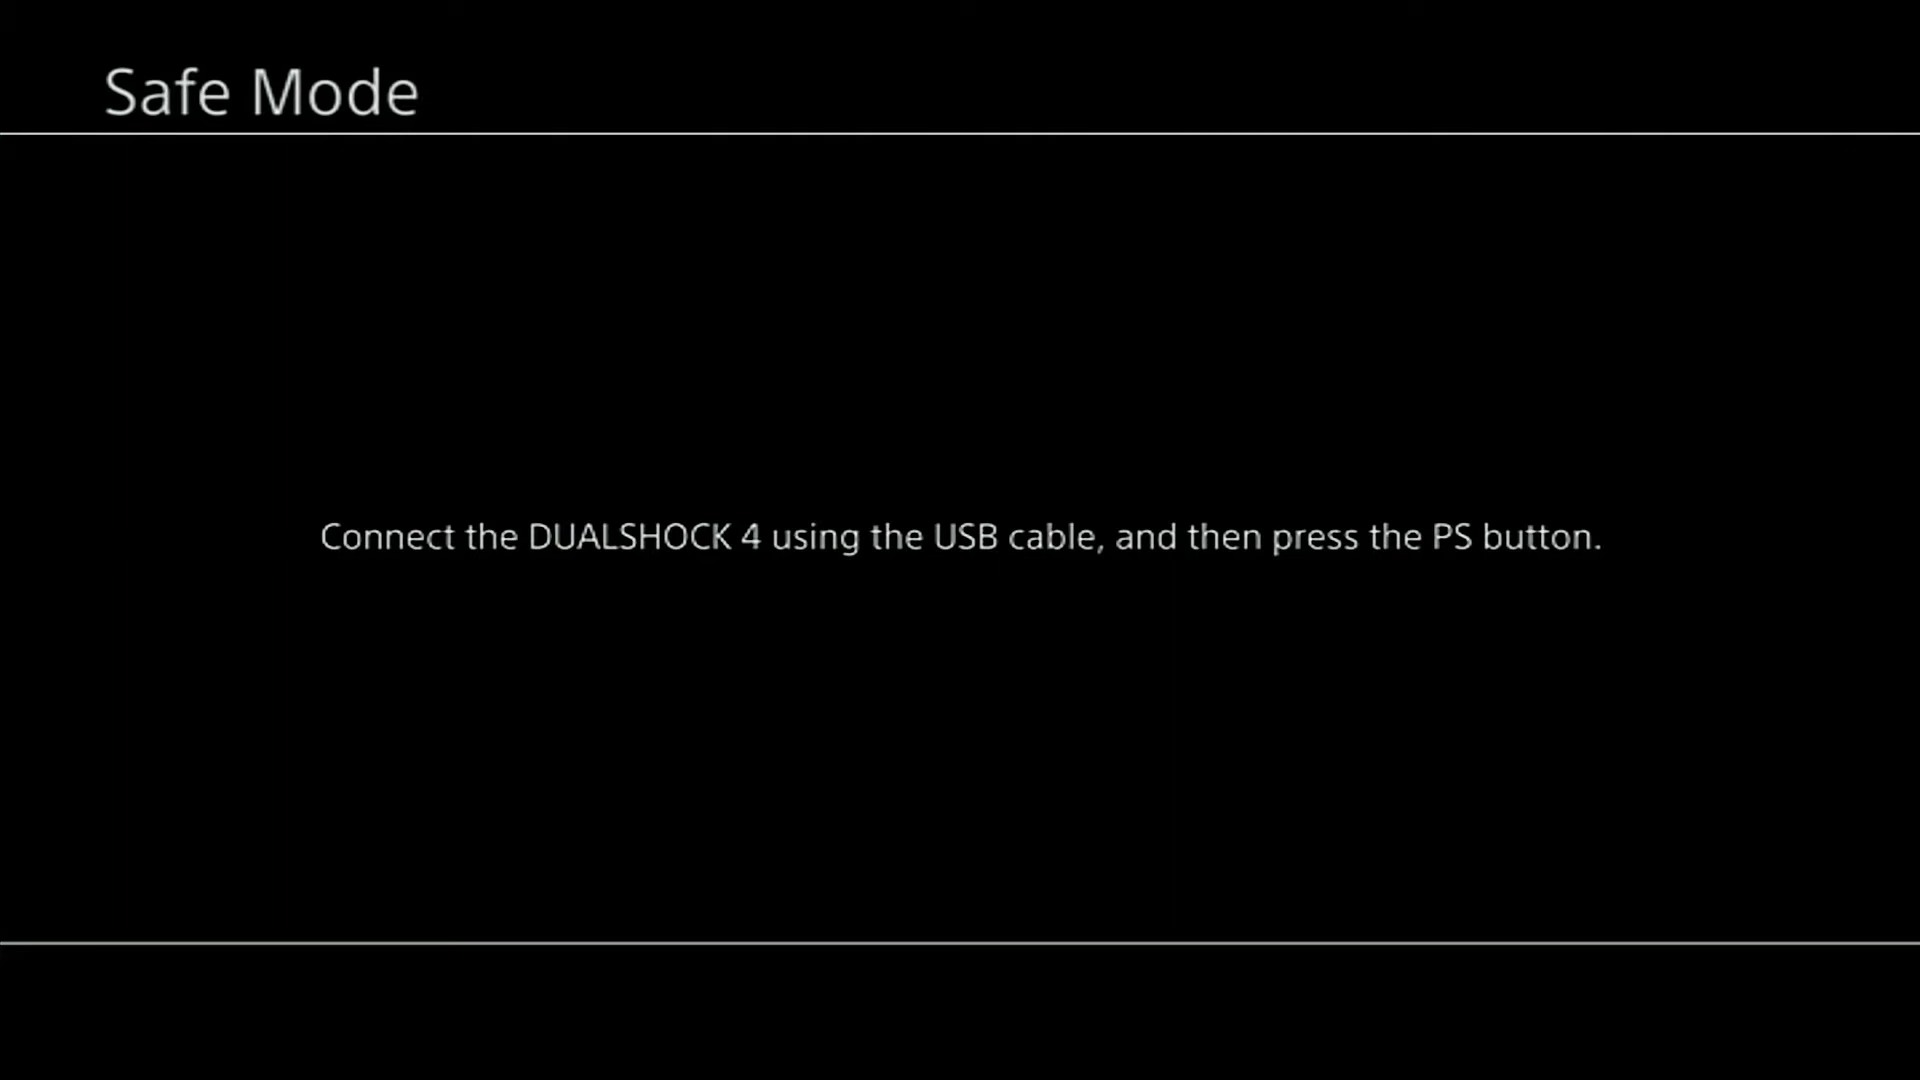 Safe Mode
Connect the DUALSHOCK 4 using the USB cable, and then press the PS button.